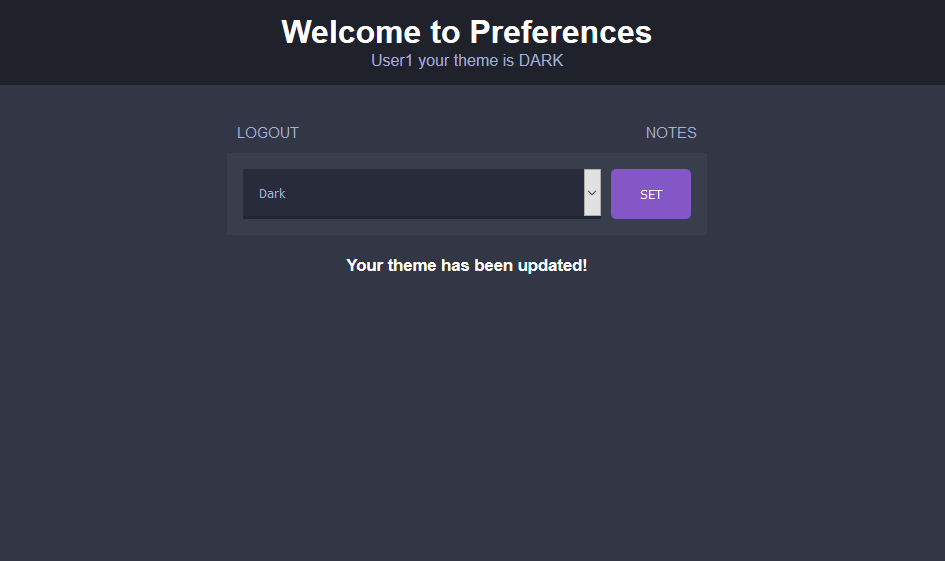 Welcome to Preferences
User1 your theme is DARK
LOGOUT
NOTES
Dark
SET
Your theme has been updated!